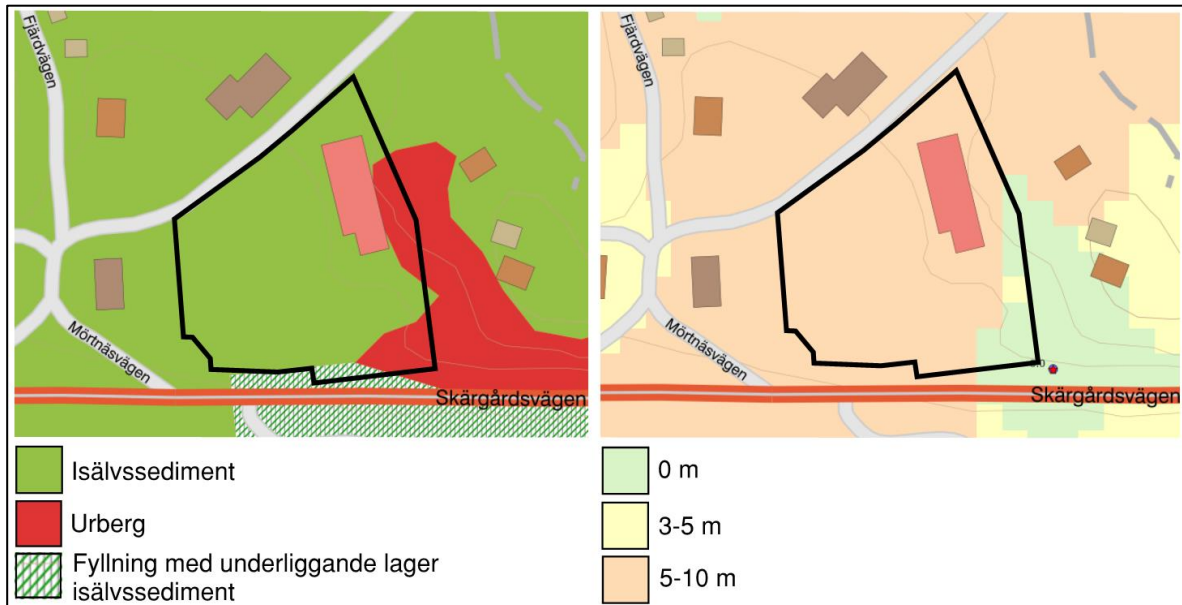 Fjärdvägen
Mörtnäsvägen
Skärgårdsvägen
Isälvssediment
Urberg
Fyllning med underliggande lager
isälvssediment
Fjärdvägen
Mörtnäsvägen
Skärgårdsvägen
0 m
3-5 m
5-10 m